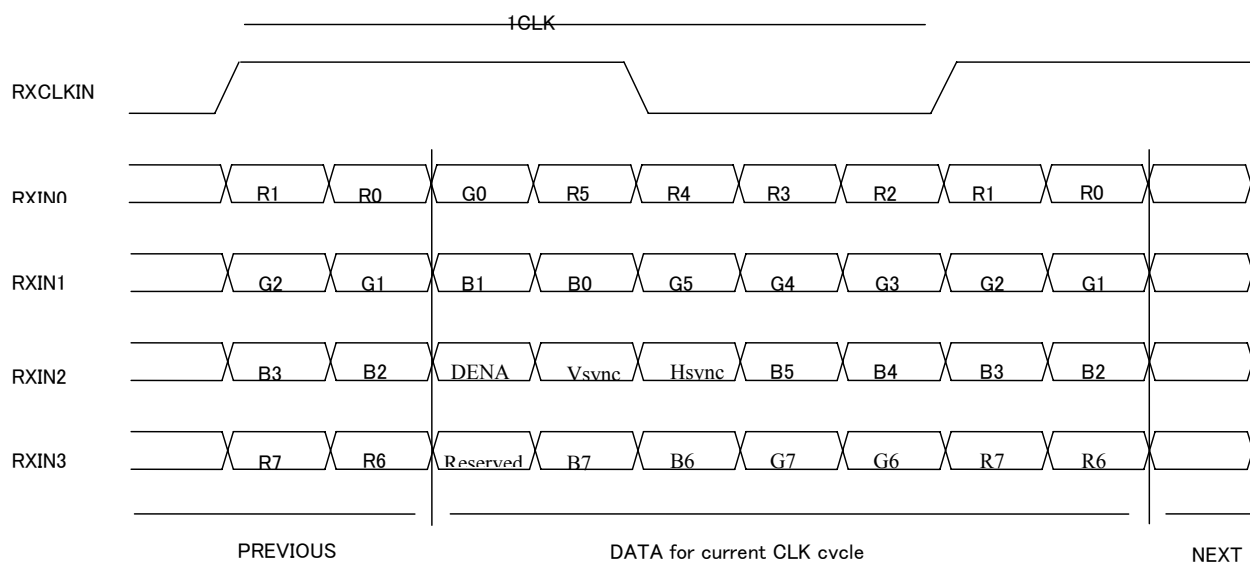 1CLK
RXCLKIN
RXIN0 R1 R0 G0 R5 R4 R3 R2 R1 R0
RXIN1 G2 G1 B1 B0 G5 G4 G3 G2 G1
RXIN2 B3 B2 DENA Vsync Hsync B5 B4 B3 B2
RXIN3 R7 R6 Reserved B7 B6 G7 G6 R7 R6
PREVIOUS DATA for current CLK cycle NEXT